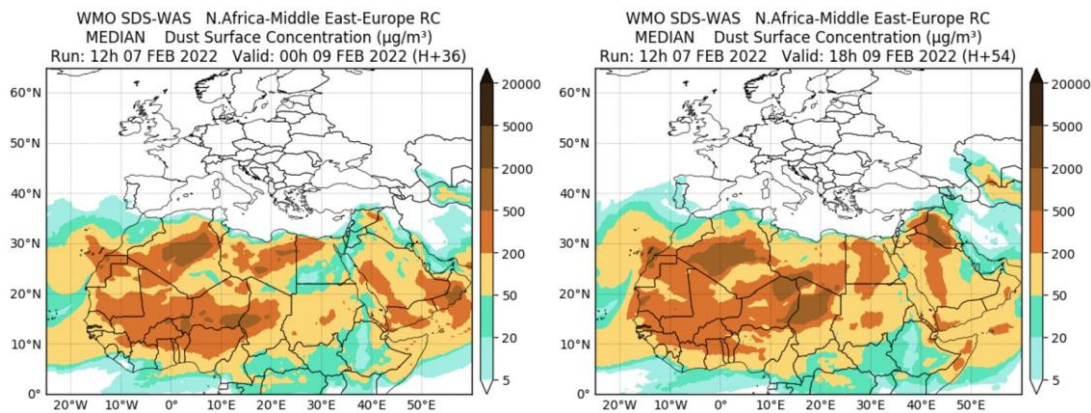 WMO SDS-WAS N.Africa-Middle East-Europe RC
MEDIAN Dust Surface Concentration (µg/m³)
Run: 12h 07 FEB 2022 Valid: 00h 09 FEB 2022 (H+36)
60°N
50°N
40°N
30°N
20°N
10°N
0°
20°W
10°W
0°
10°E
20°E
30°E
40°E
50°E
20000
5000
2000
500
200
50
20
5
WMO SDS-WAS N.Africa-Middle East-Europe RC
MEDIAN Dust Surface Concentration (µg/m³)
Run: 12h 07 FEB 2022 Valid: 18h 09 FEB 2022 (H+54)
60°N
50°N
40°N
30°N
20°N
10°N
0°
20°W
10°W
0°
10°E
20°E
30°E
40°E
50°E
20000
5000
2000
500
200
50
20
5